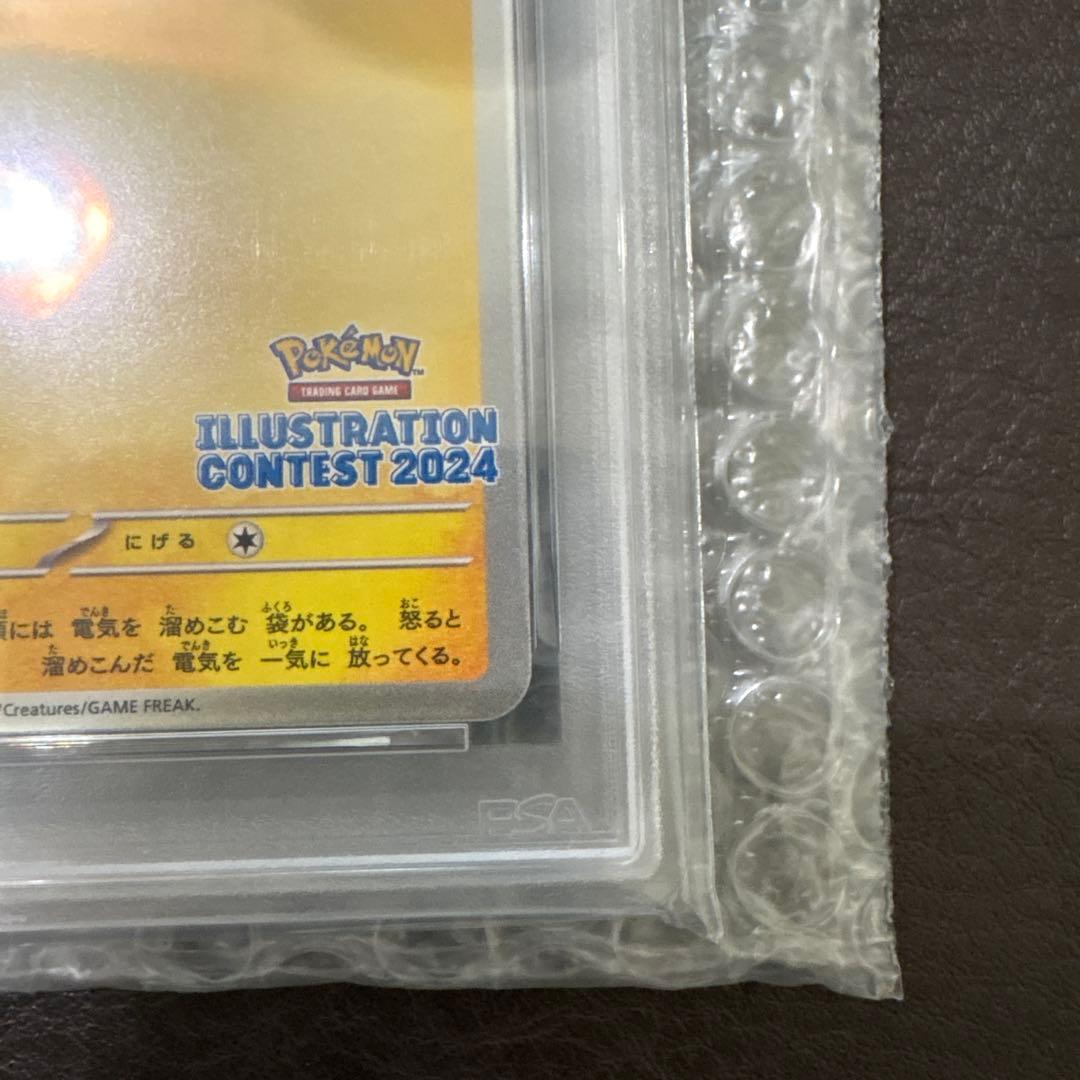 Pokémon
TRADING CARD GAME
ILLUSTRATION
CONTEST 2024
にげる
には 電気を 溜めこむ 袋がある。 怒ると
溜めこんだ 電気を 一気に 放ってくる。
Creatures/GAME FREAK.
PSA